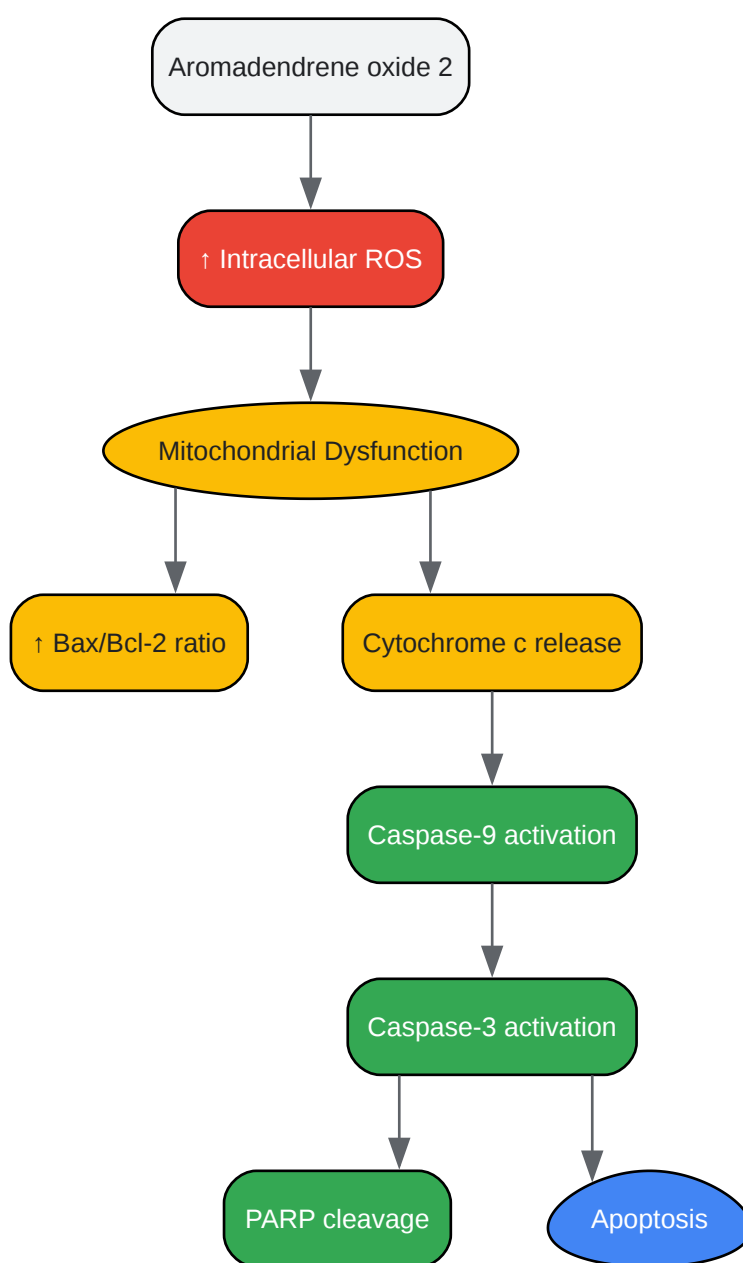 Aromadendrene oxide 2
↑ Intracellular ROS
Mitochondrial Dysfunction
↑ Bax/Bcl-2 ratio
Cytochrome c release
Caspase-9 activation
Caspase-3 activation
PARP cleavage
Apoptosis